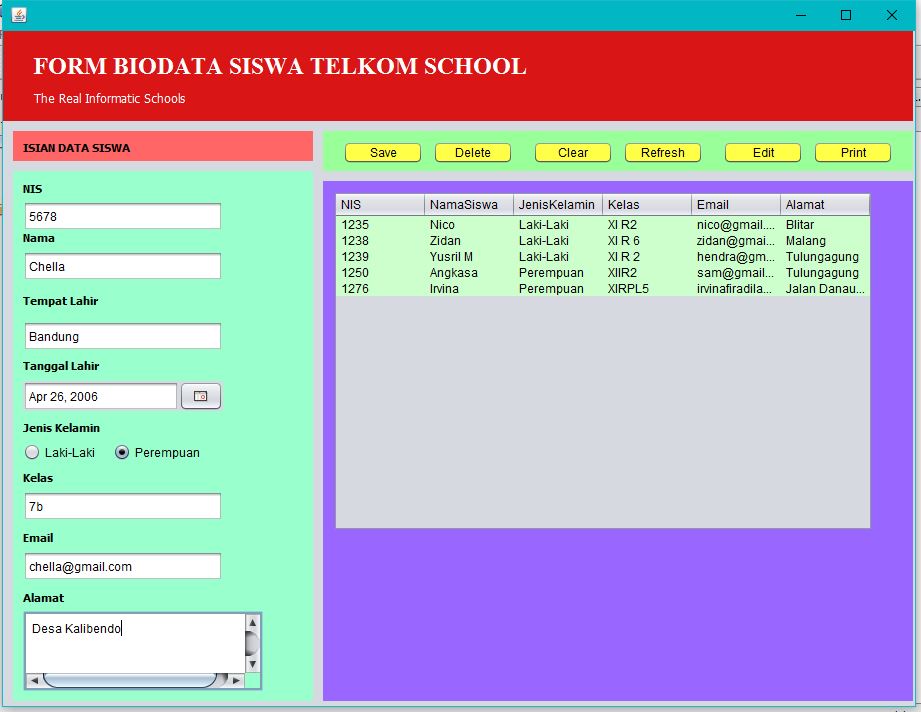 FORM BIODATA SISWA TELKOM SCHOOL
The Real Informatic Schools
ISIAN DATA SISWA
NIS
5678
Nama
Chella
Tempat Lahir
Bandung
Tanggal Lahir
Apr 26, 2006
Jenis Kelamin
Laki-Laki Perempuan
Kelas
7b
Email
chella@gmail.com
Alamat
Desa Kalibendo
Save Delete Clear Refresh Edit Print
NIS NamaSiswa JenisKelamin Kelas Email Alamat
1235 Nico Laki-Laki XI R2 nico@gmail.... Blitar
1238 Zidan Laki-Laki XI R 6 zidan@gmai... Malang
1239 Yusril M Laki-Laki XI R 2 hendra@gm... Tulungagung
1250 Angkasa Perempuan XIIR2 sam@gmail... Tulungagung
1276 Irvina Perempuan XIRPL5 irvinafiradila... Jalan Danau...